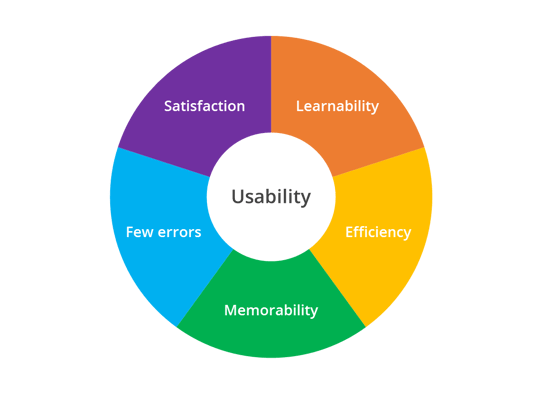 Satisfaction
Learnability
Usability
Few errors
Efficiency
Memorability